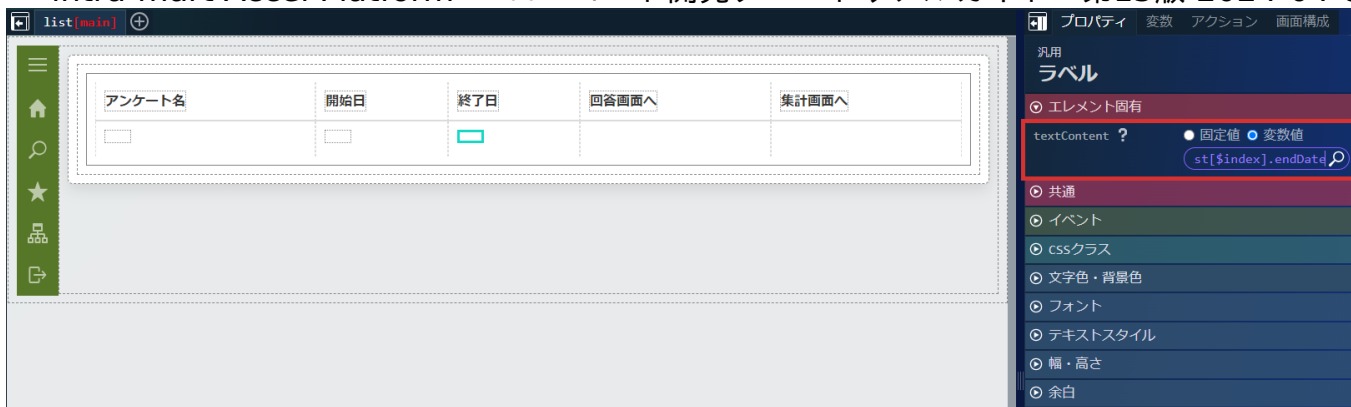 list[main]
プロパティ 変数 アクション 画面構成
汎用
ラベル
エレメント固有
textContent ? 固定値 変数値
st[$index].endDate
共通
イベント
cssクラス
文字色・背景色
フォント
テキストスタイル
幅・高さ
余白
アンケート名 開始日 終了日 回答画面へ 集計画面へ